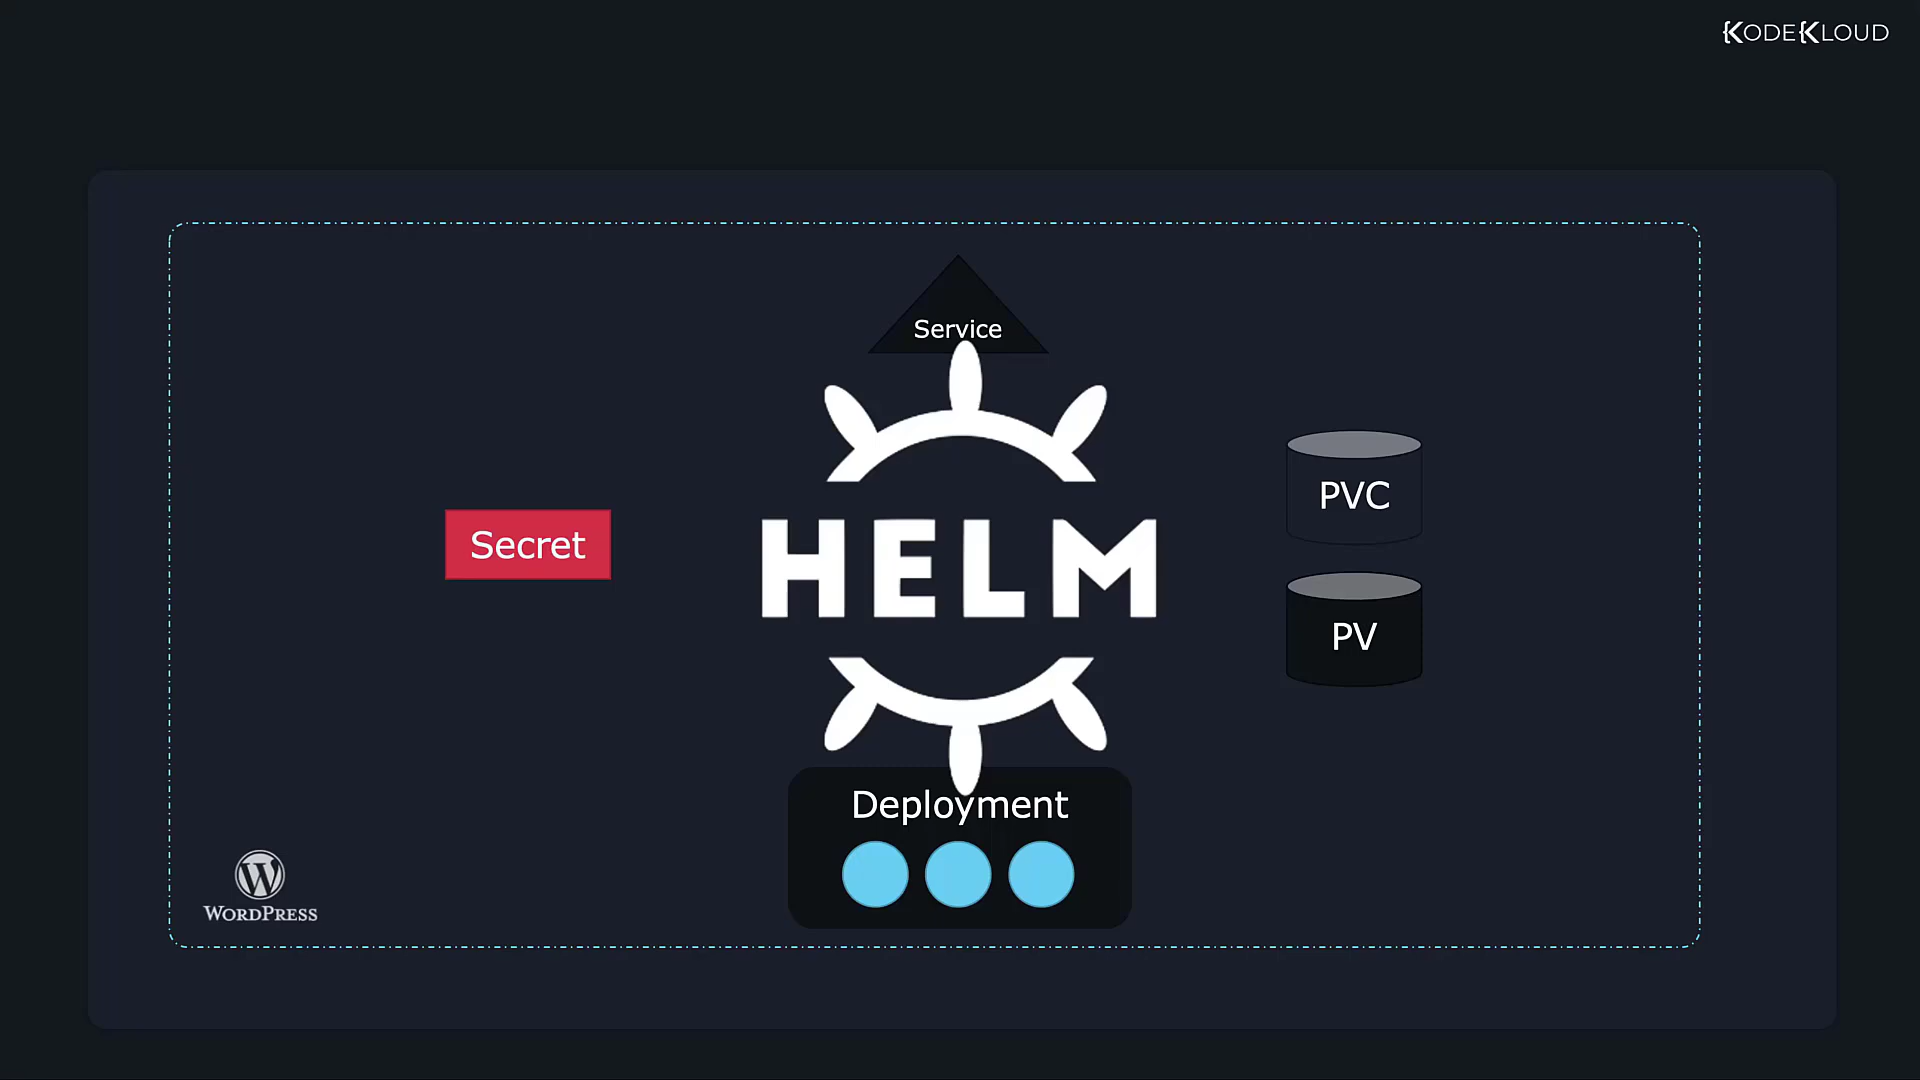 KODEKLOUD
Service
PVC
Secret
HELM
PV
Deployment
WORDPRESS